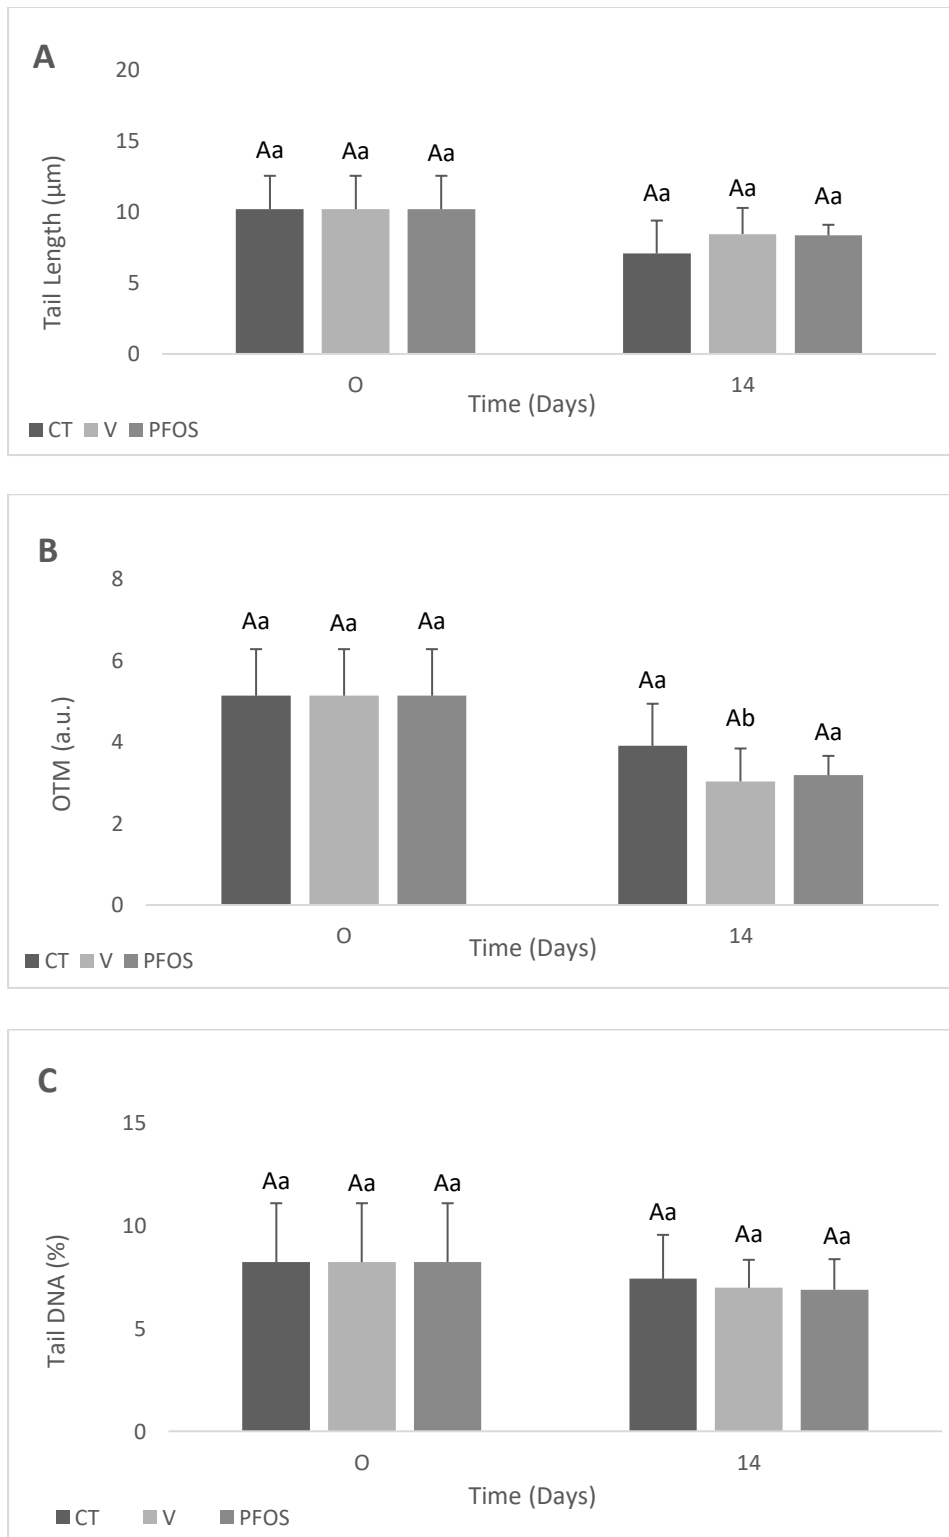 A
20
15
10
5
0
Tail Length (µm)
Aa Aa Aa
Aa Aa Aa
O 14
Time (Days)
CT V PFOS
B
8
6
4
2
0
OTM (a.u.)
Aa Aa Aa
Aa Ab Aa
O 14
Time (Days)
CT V PFOS
C
15
10
5
0
Tail DNA (%)
Aa Aa Aa
Aa Aa Aa
O 14
Time (Days)
CT V PFOS